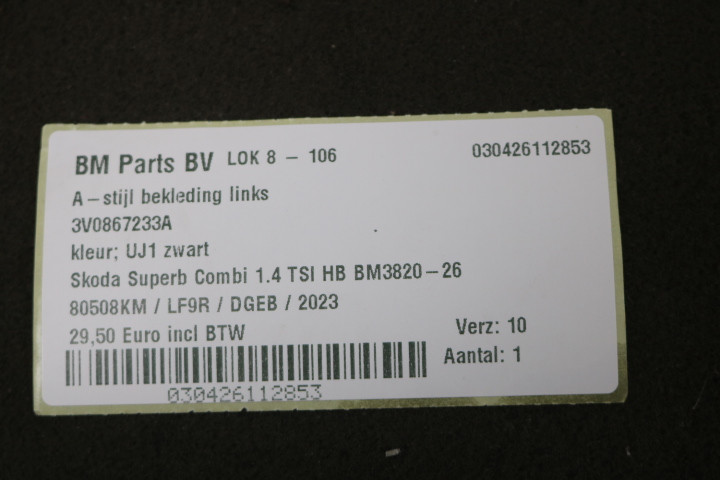 BM Parts BV LOK 8 - 106 030426112853
A-stijl bekleding links
3V0867233A
kleur; UJ1 zwart
Skoda Superb Combi 1.4 TSI HB BM3820-26
80508KM / LF9R / DGEB / 2023
29,50 Euro incl BTW Verz: 10
Aantal: 1
030426112853